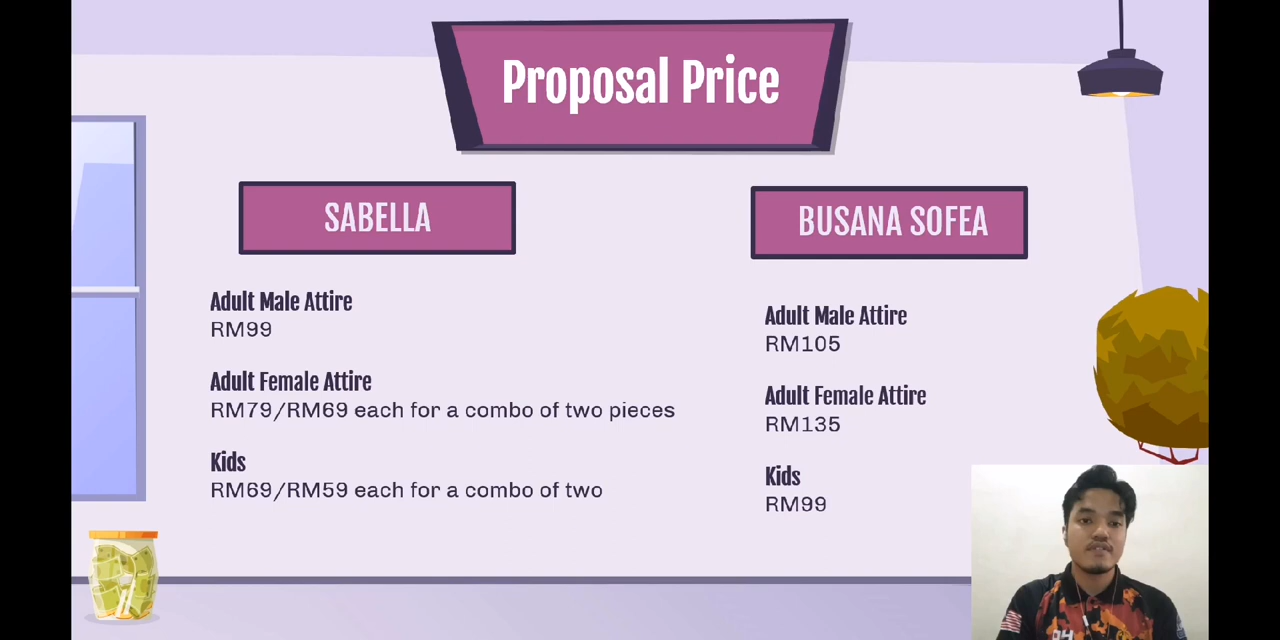 Proposal Price
SABELLA
Adult Male Attire
RM99
Adult Female Attire
RM79/RM69 each for a combo of two pieces
Kids
RM69/RM59 each for a combo of two
BUSANA SOFEA
Adult Male Attire
RM105
Adult Female Attire
RM135
Kids
RM99